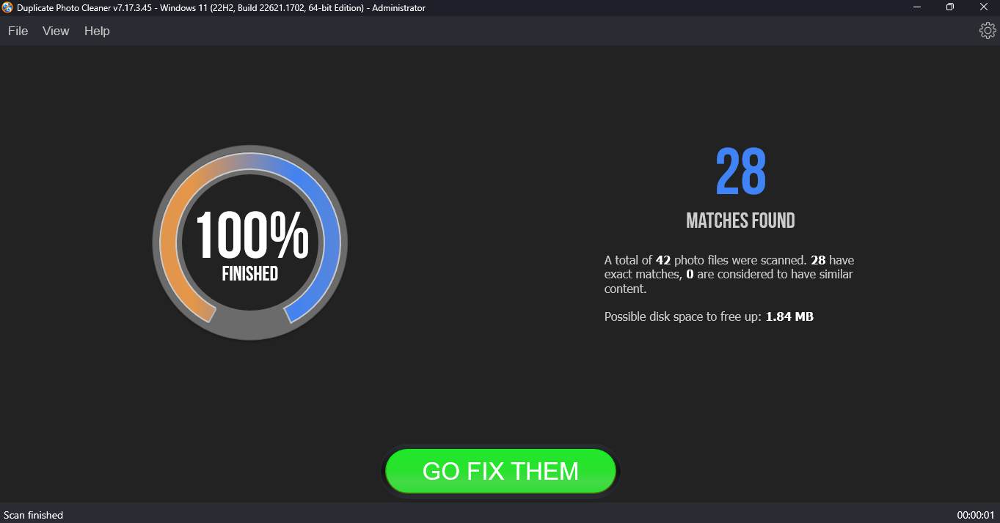 Duplicate Photo Cleaner v7.17.3.45 - Windows 11 (22H2, Build 22621.1702, 64-bit Edition) - Administrator
File View Help
100%
FINISHED
28
MATCHES FOUND
A total of 42 photo files were scanned. 28 have
exact matches, 0 are considered to have similar
content.
Possible disk space to free up: 1.84 MB
GO FIX THEM
Scan finished
00:00:01